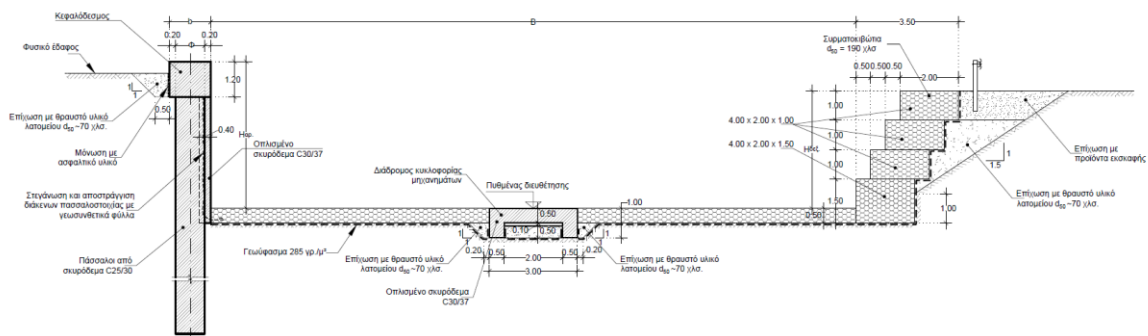 b
B
3.50
Κεφαλόδεσμος
0.20
Φ
0.20
Συρματοκιβώτια
d50 = 190 χλσ
Φυσικό έδαφος
0.50
0.50
0.50
2.00
1.20
1
1
0.50
Επίχωση με θραυστό υλικό
λατομείου d50~70 χλσ.
0.40
Μόνωση με
ασφαλτικό υλικό
Οπλισμένο
σκυρόδεμα C30/37
1.00
4.00 x 2.00 x 1.00
1.00
4.00 x 2.00 x 1.50
1.00
1.50
1
1.5
Επίχωση με
προϊόντα εκσκαφής
Διάδρομος κυκλοφορίας
μηχανημάτων
Πυθμένας διευθέτησης
Στεγάνωση και αποστράγγιση
διάκενων πασσαλοστοιχίας με
γεωσυνθετικά φύλλα
Επίχωση με θραυστό υλικό
λατομείου d50~70 χλσ.
1.00
0.50
0.50
1.00
0.10
0.50
Γεωύφασμα 285 γρ./μ²
1
1
0.20
0.50
2.00
0.50
0.20
3.00
1
1
Επίχωση με θραυστό υλικό
λατομείου d50~70 χλσ.
Επίχωση με θραυστό υλικό
λατομείου d50~70 χλσ.
Πάσσαλοι από
σκυρόδεμα C25/30
Οπλισμένο σκυρόδεμα
C30/37